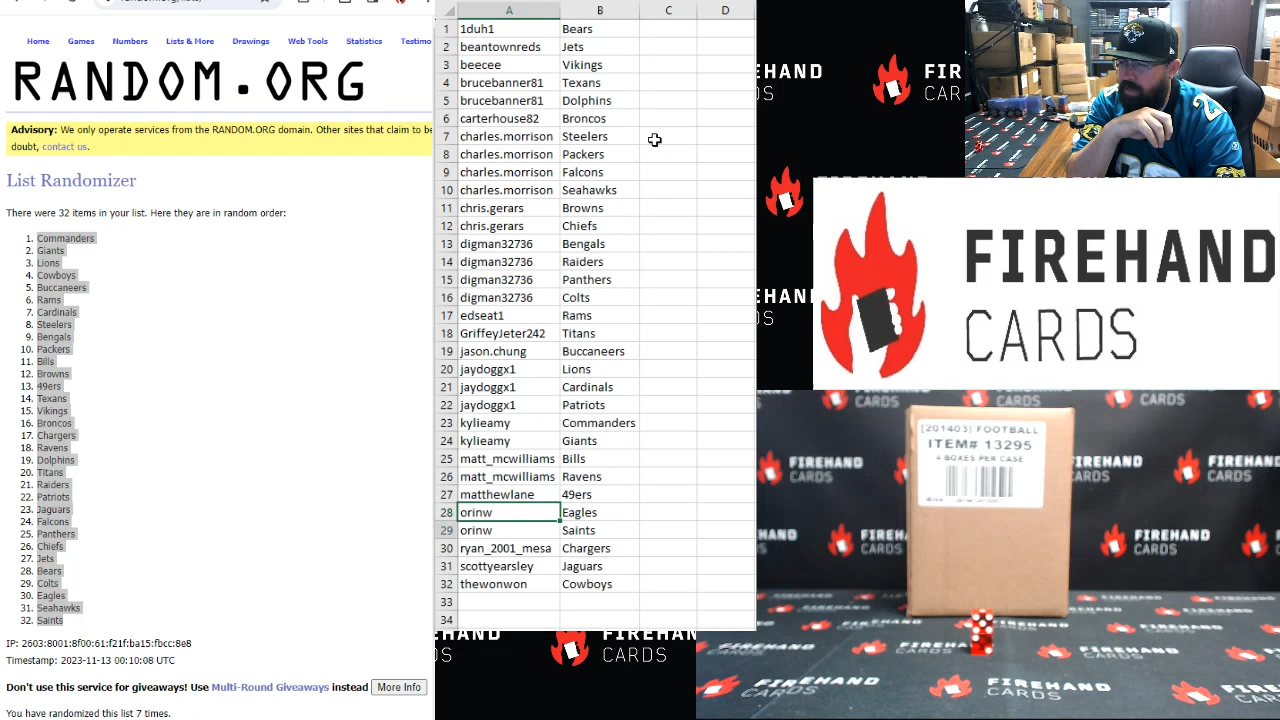 Home Games Numbers Lists & More Drawings Web Tools Statistics Testimo
RANDOM.ORG
Advisory: We only operate services from the RANDOM.ORG domain. Other sites that claim to be
doubt, contact us.
List Randomizer
There were 32 items in your list. Here they are in random order:
1. Commanders
2. Giants
3. Lions
4. Cowboys
5. Buccaneers
6. Rams
7. Cardinals
8. Steelers
9. Bengals
10. Packers
11. Bills
12. Browns
13. 49ers
14. Texans
15. Vikings
16. Broncos
17. Chargers
18. Ravens
19. Dolphins
20. Titans
21. Raiders
22. Patriots
23. Jaguars
24. Falcons
25. Panthers
26. Chiefs
27. Jets
28. Bears
29. Colts
30. Eagles
31. Seahawks
32. Saints
IP: 2603:8001:8f00:61:f21f:ba15:fbcc:8e8
Timestamp: 2023-11-13 00:10:08 UTC
Don't use this service for giveaways! Use Multi-Round Giveaways instead More Info
You have randomized this list 7 times.
A B C D
1 1duh1 Bears
2 beantownreds Jets
3 beecee Vikings
4 brucebanner81 Texans
5 brucebanner81 Dolphins
6 carterhouse82 Broncos
7 charles.morrison Steelers
8 charles.morrison Packers
9 charles.morrison Falcons
10 charles.morrison Seahawks
11 chris.gerars Browns
12 chris.gerars Chiefs
13 digman32736 Bengals
14 digman32736 Raiders
15 digman32736 Panthers
16 digman32736 Colts
17 edseat1 Rams
18 GriffeyJeter242 Titans
19 jason.chung Buccaneers
20 jaydoggx1 Lions
21 jaydoggx1 Cardinals
22 jaydoggx1 Patriots
23 kylieamy Commanders
24 kylieamy Giants
25 matt_mcwilliams Bills
26 matt_mcwilliams Ravens
27 matthewlane 49ers
28 orinw Eagles
29 orinw Saints
30 ryan_2001_mesa Chargers
31 scottyearsley Jaguars
32 thewonwon Cowboys
33
34
EHAND
DS
FIR
CAR
FIREHAND
CARDS
[201403] FOOTBALL
ITEM# 13295
4 BOXES PER CASE
FIREHAND
CARDS
FIREHAND
CARDS
FIREHAND
CARDS